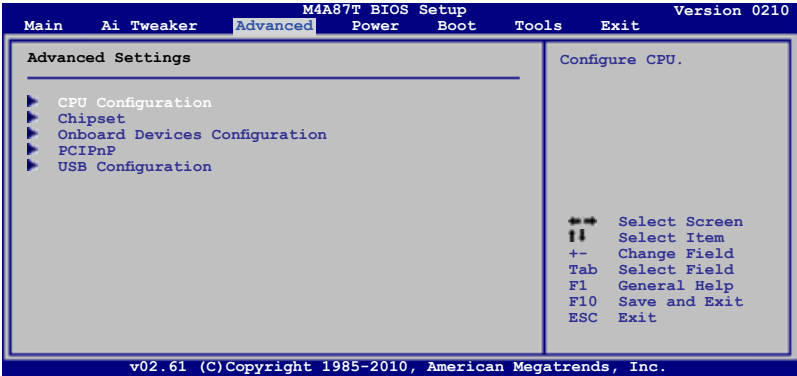 M4A87T BIOS Setup Version 0210
Main Ai Tweaker Advanced Power Boot Tools Exit
Advanced Settings
CPU Configuration
Chipset
Onboard Devices Configuration
PCIPnP
USB Configuration
Configure CPU.
Select Screen
Select Item
+- Change Field
Tab Select Field
F1 General Help
F10 Save and Exit
ESC Exit
v02.61 (C)Copyright 1985-2010, American Megatrends, Inc.